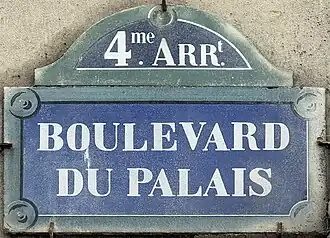 4me. ARRt.
BOULEVARD
DU PALAIS